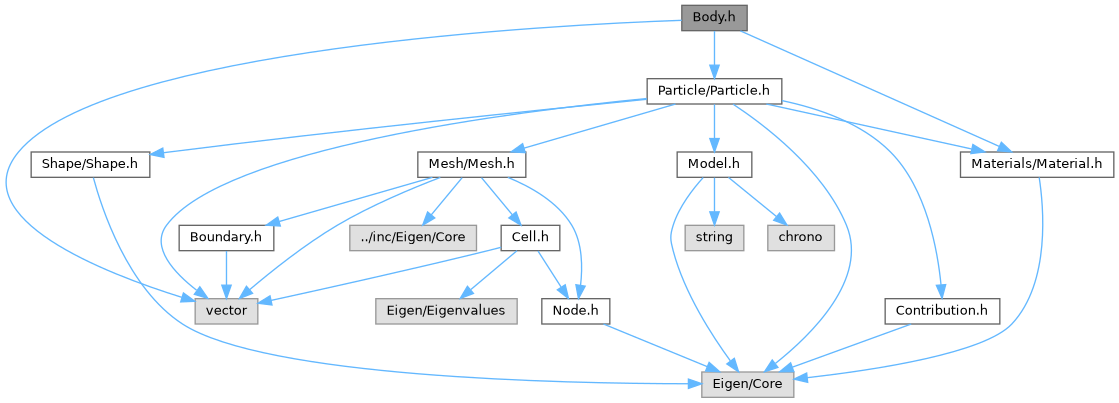 Body.h
Particle/Particle.h
Shape/Shape.h
Mesh/Mesh.h
Model.h
Materials/Material.h
Boundary.h
../inc/Eigen/Core
Cell.h
string
chrono
vector
Eigen/Eigenvalues
Node.h
Contribution.h
Eigen/Core